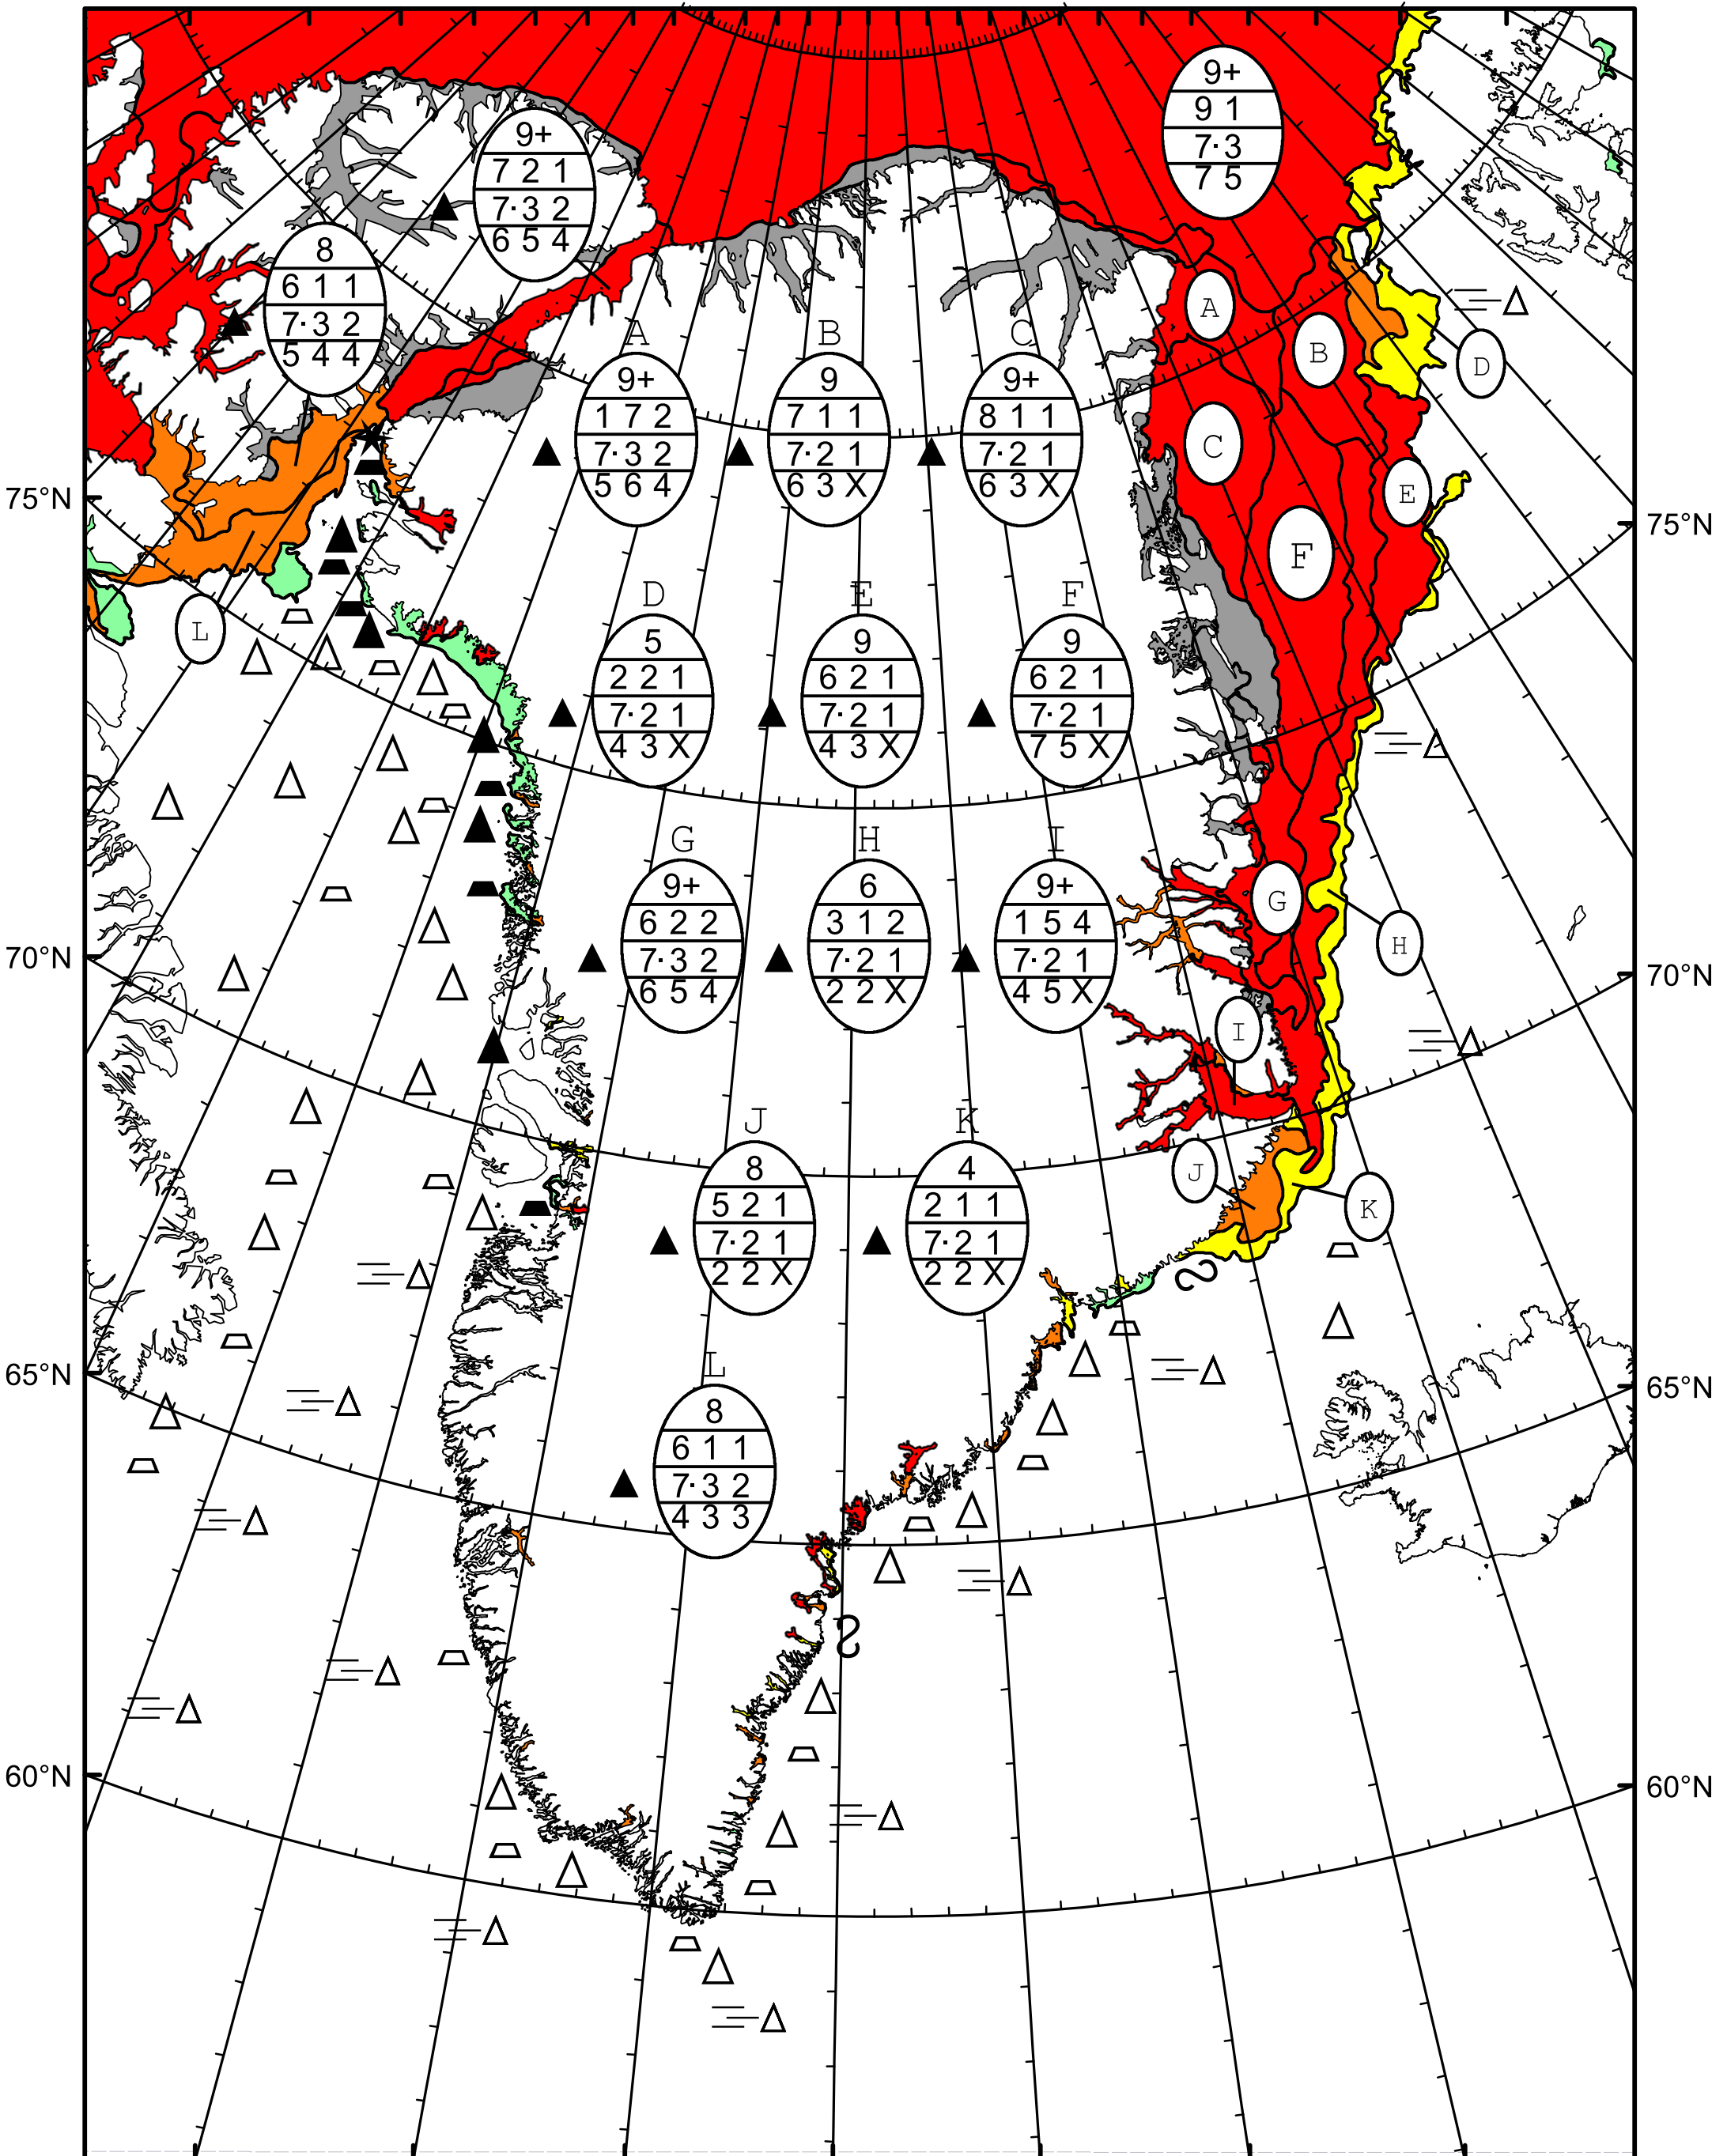 9+
9 1
7· 3
7 5
9+
7 2 1
7· 3 2
6 5 4
8
6 1 1
7· 3 2
5 4 4
A
B
C
D
E
F
G
H
I
J
K
L
A B C
9+ 9 9+
1 7 2 7 1 1 8 1 1
7· 3 2 7· 2 1 7· 2 1
5 6 4 6 3 X 6 3 X
75°N 75°N
D E F
5 9 9
2 2 1 6 2 1 6 2 1
7· 2 1 7· 2 1 7· 2 1
4 3 X 4 3 X 7 5 X
G H I
9+ 6 9+
6 2 2 3 1 2 1 5 4
7· 3 2 7· 2 1 7· 2 1
6 5 4 2 2 X 4 5 X
70°N 70°N
J K
8 4
5 2 1 2 1 1
7· 2 1 7· 2 1
2 2 X 2 2 X
65°N 65°N
L
8
6 1 1
7· 3 2
4 3 3
60°N 60°N